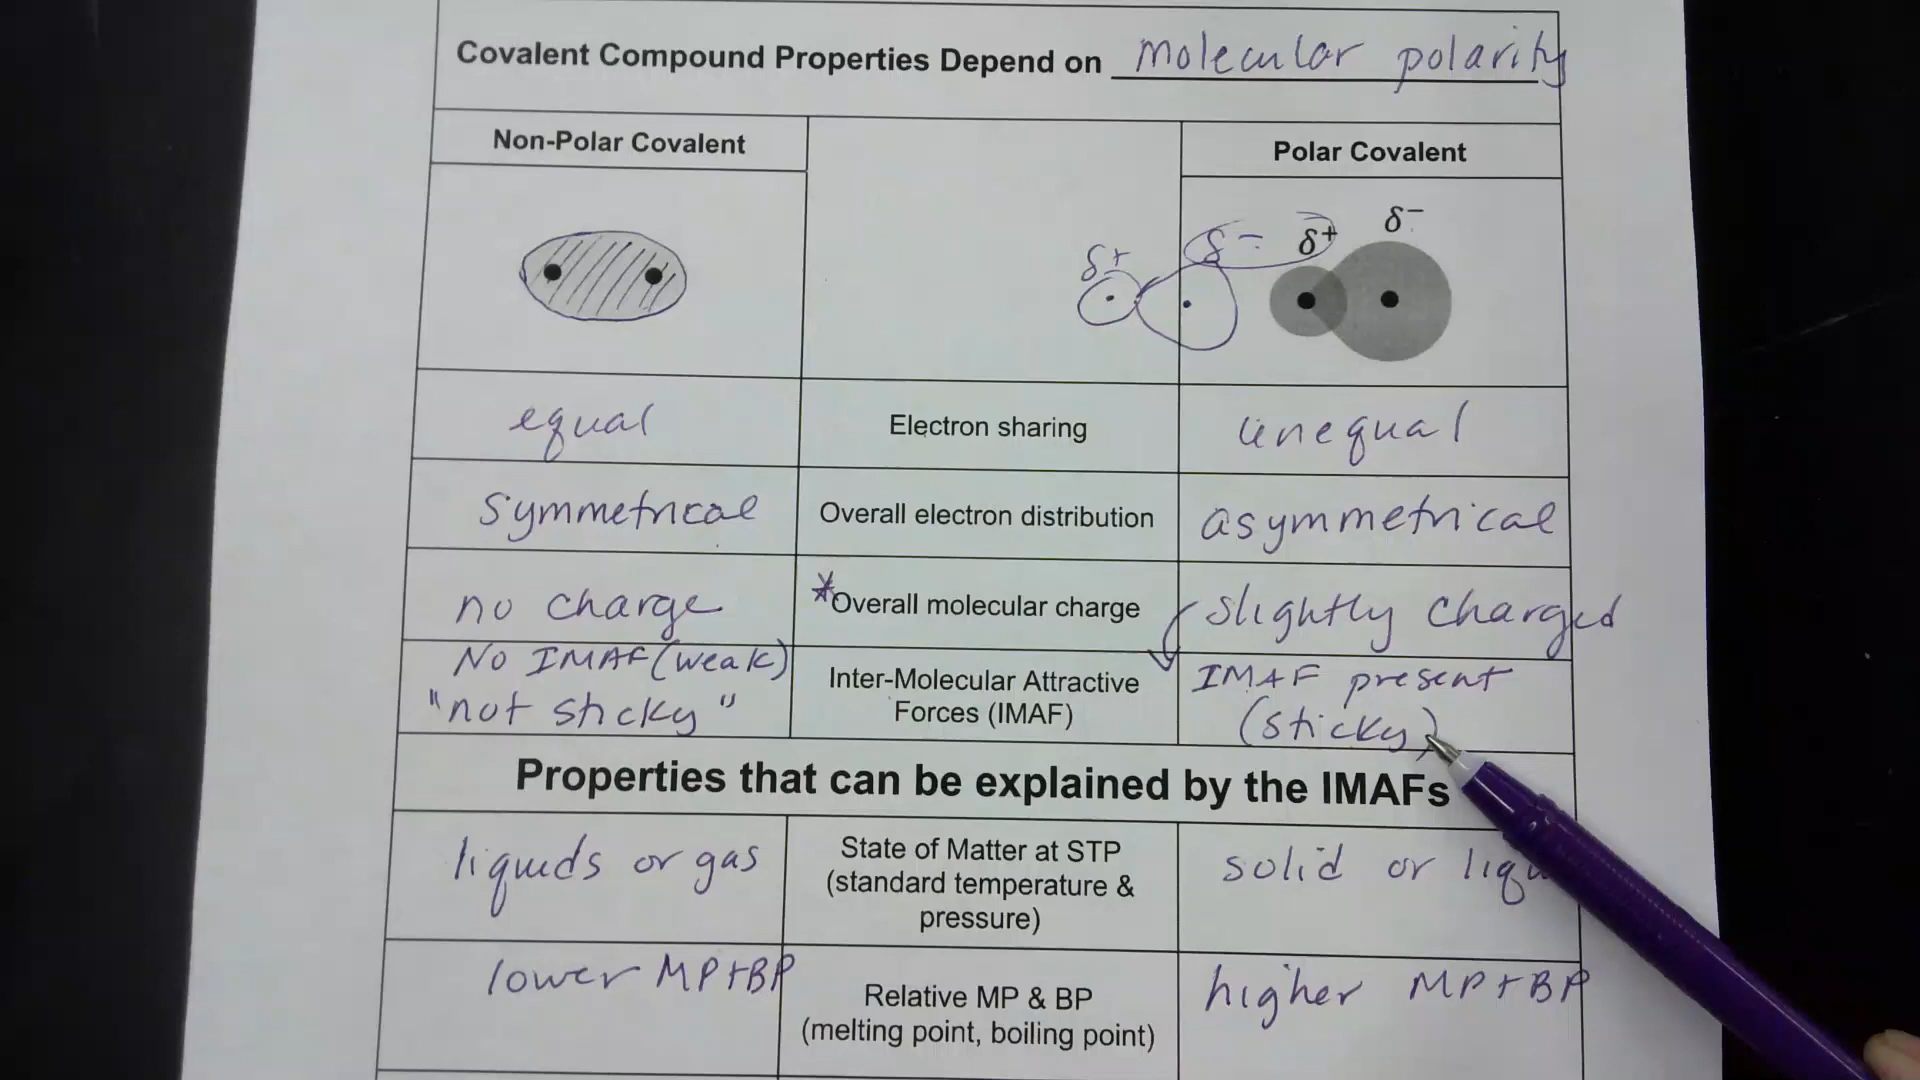 Covalent Compound Properties Depend on molecular polarity
Non-Polar Covalent
Polar Covalent
δ+
δ−
δ+
δ−
equal
Electron sharing
unequal
symmetrical
Overall electron distribution
asymmetrical
no charge
*Overall molecular charge
slightly charged
No IMAF (weak)
"not sticky"
Inter-Molecular Attractive
Forces (IMAF)
IMAF present
(sticky)
Properties that can be explained by the IMAFs
liquids or gas
State of Matter at STP
(standard temperature &
pressure)
solid or liqu
lower MP+BP
Relative MP & BP
(melting point, boiling point)
higher MP+BP